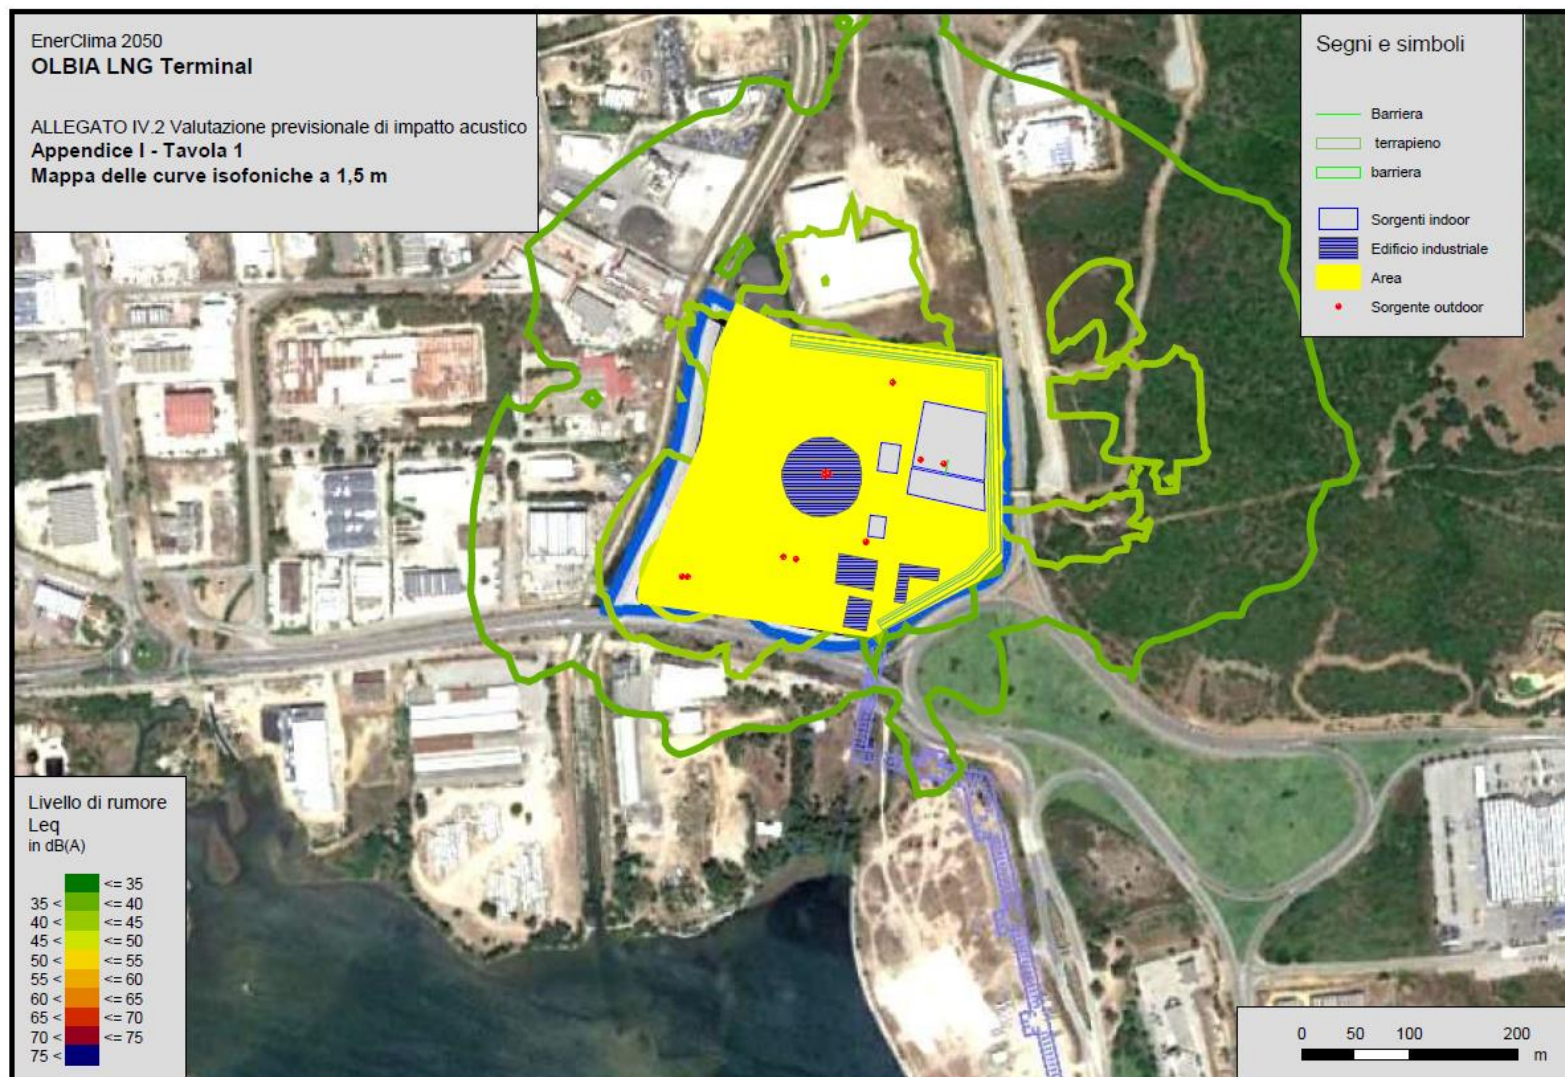 EnerClima 2050
OLBIA LNG Terminal
ALLEGATO IV.2 Valutazione previsionale di impatto acustico
Appendice I - Tavola 1
Mappa delle curve isofoniche a 1,5 m
Segni e simboli
Barriera
terrapieno
barriera
Sorgenti indoor
Edificio industriale
Area
Sorgente outdoor
Livello di rumore
Leq
in dB(A)
<= 35
35 < <= 40
40 < <= 45
45 < <= 50
50 < <= 55
55 < <= 60
60 < <= 65
65 < <= 70
70 < <= 75
75 <
0 50 100 200
m